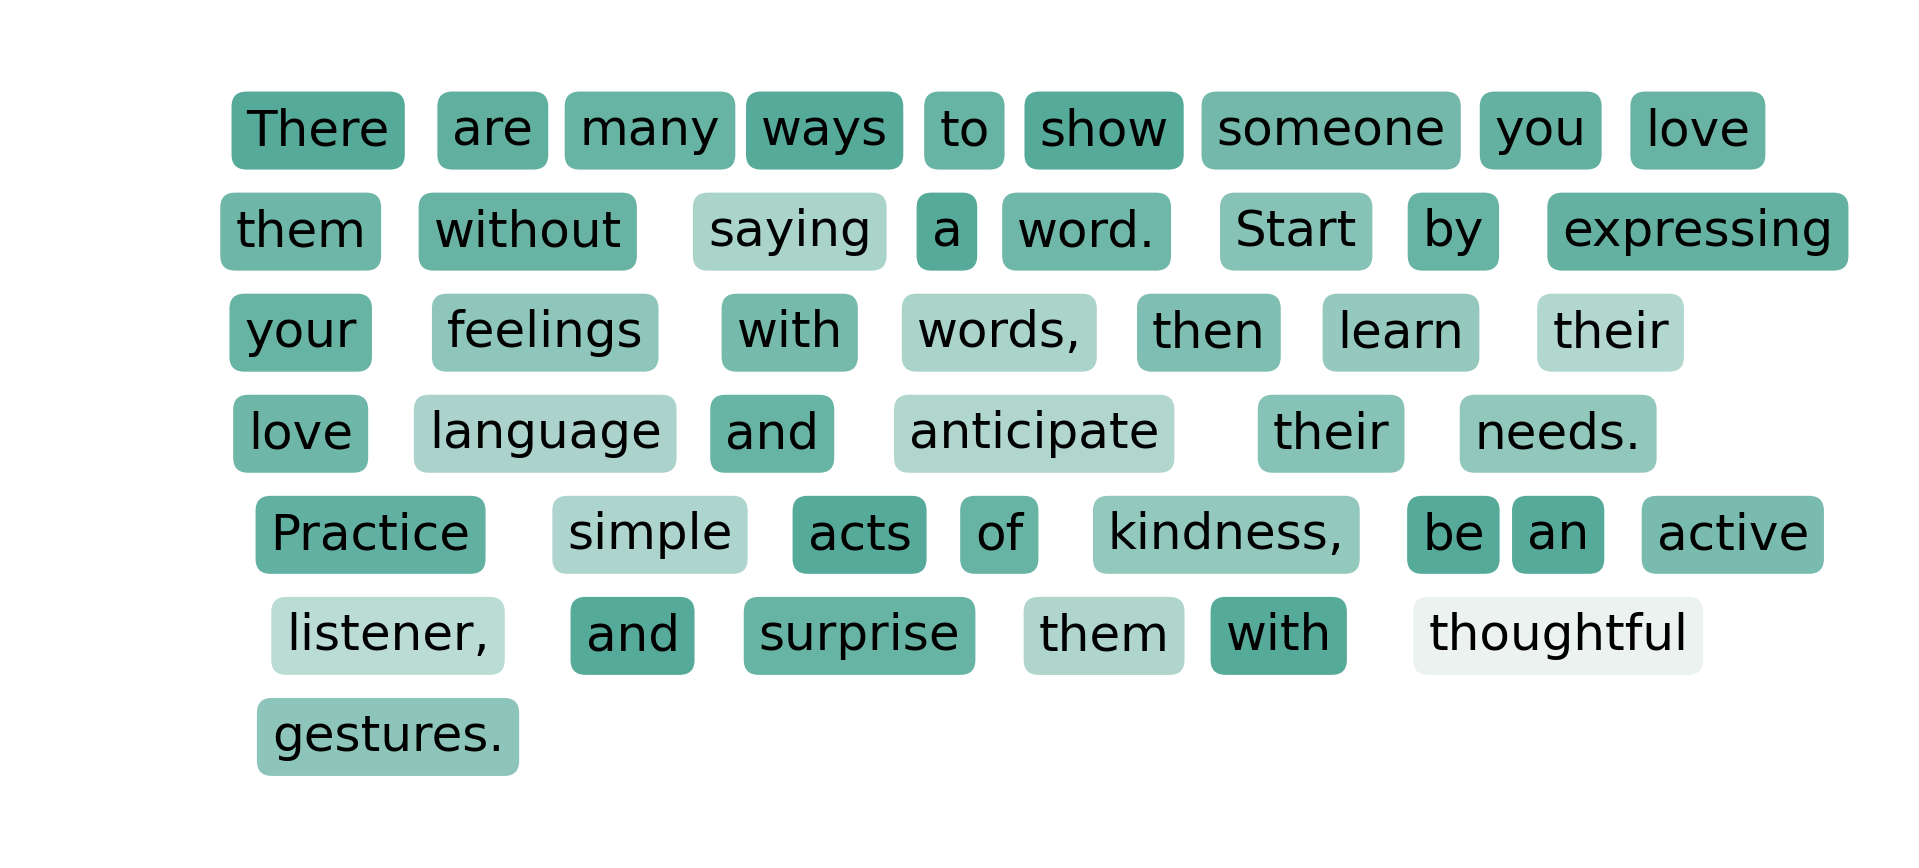 There are many ways to show someone you love
them without saying a word. Start by expressing
your feelings with words, then learn their
love language and anticipate their needs.
Practice simple acts of kindness, be an active
listener, and surprise them with thoughtful
gestures.